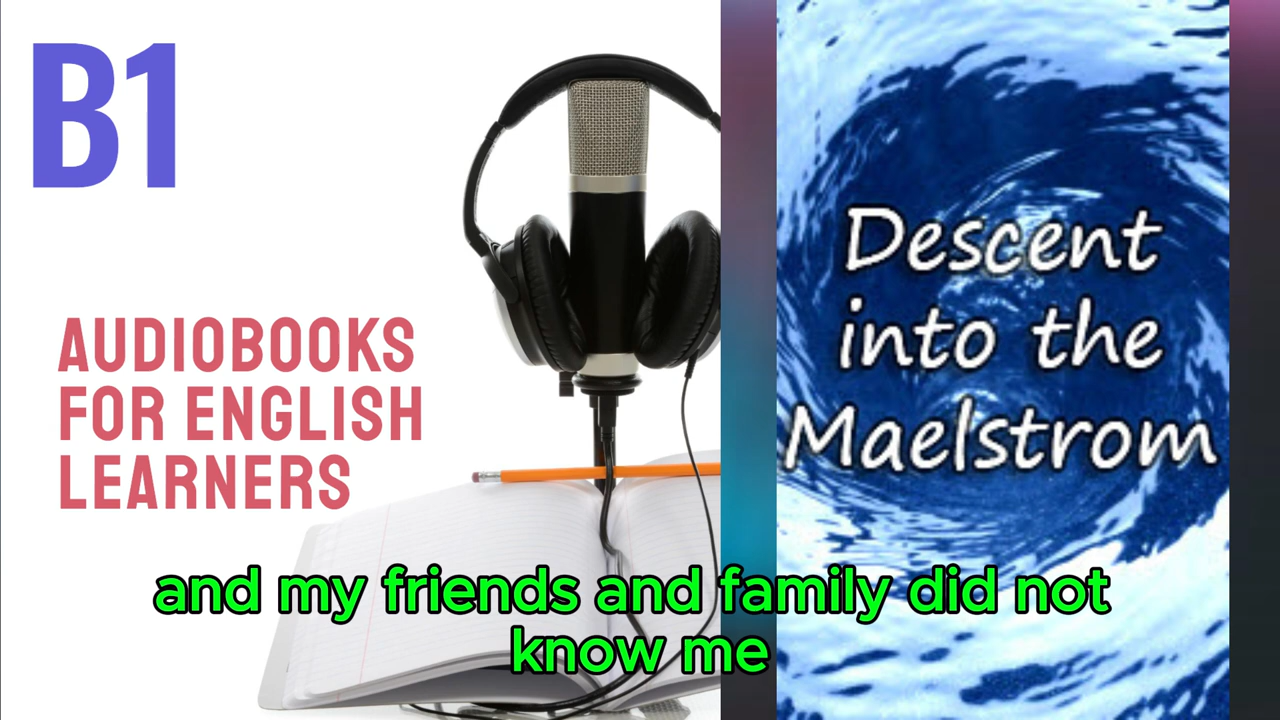 B1
AUDIOBOOKS
FOR ENGLISH
LEARNERS
Descent
into the
Maelstrom
and my friends and family did not
know me